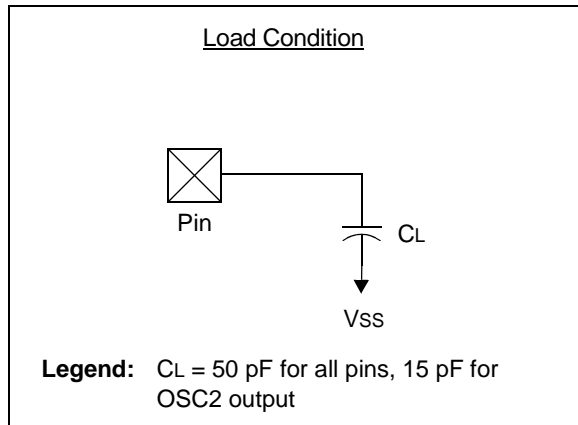 Load Condition
Pin
CL
VSS
Legend: CL = 50 pF for all pins, 15 pF for
OSC2 output